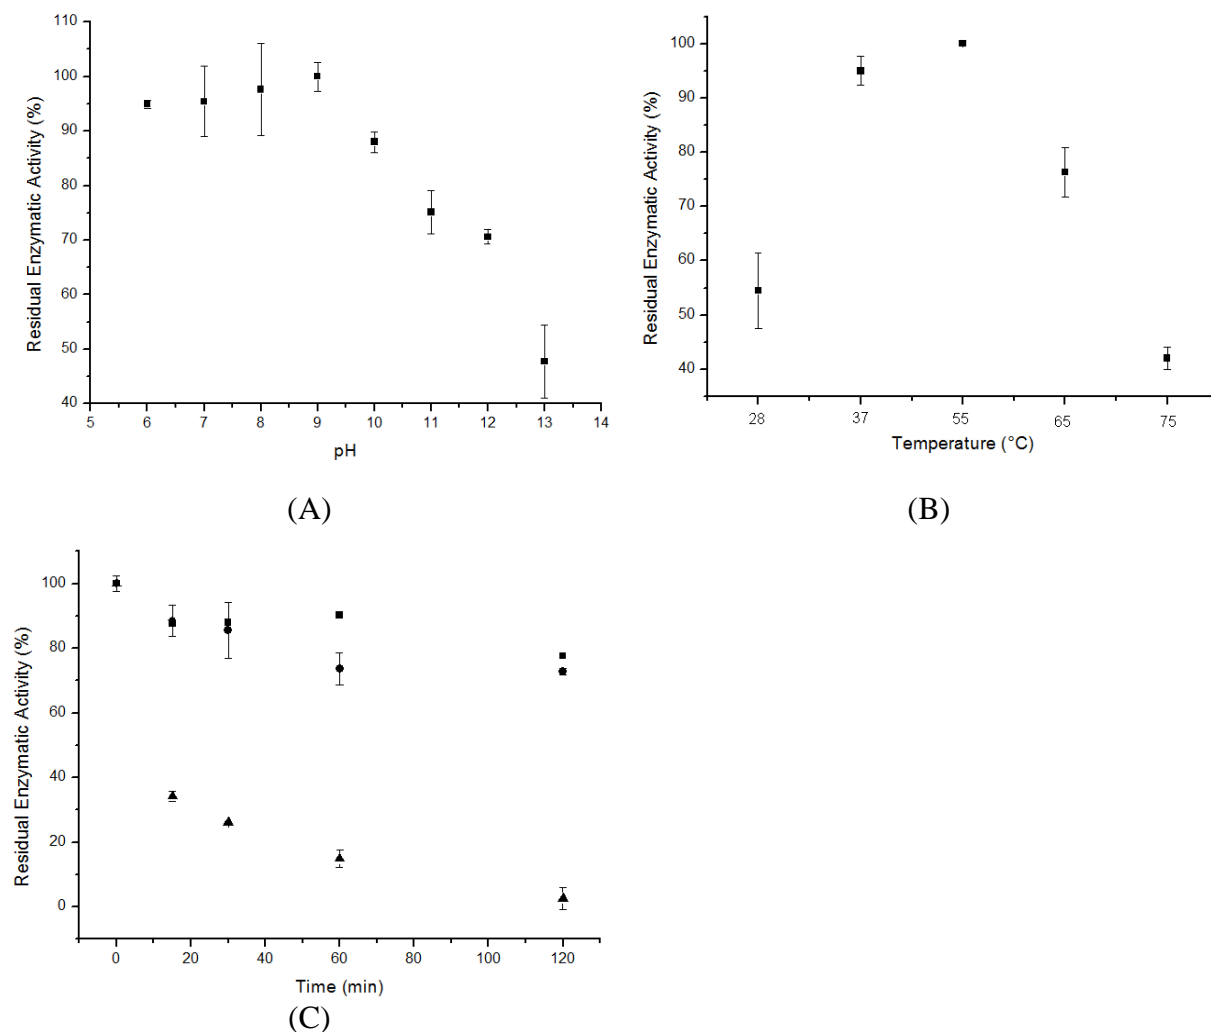 110
100
90
80
70
60
50
40
Residual Enzymatic Activity (%)
5 6 7 8 9 10 11 12 13 14
pH
(A)
100
90
80
70
60
50
40
Residual Enzymatic Activity (%)
28 37 55 65 75
Temperature (°C)
(B)
100
80
60
40
20
0
Residual Enzymatic Activity (%)
0 20 40 60 80 100 120
Time (min)
(C)